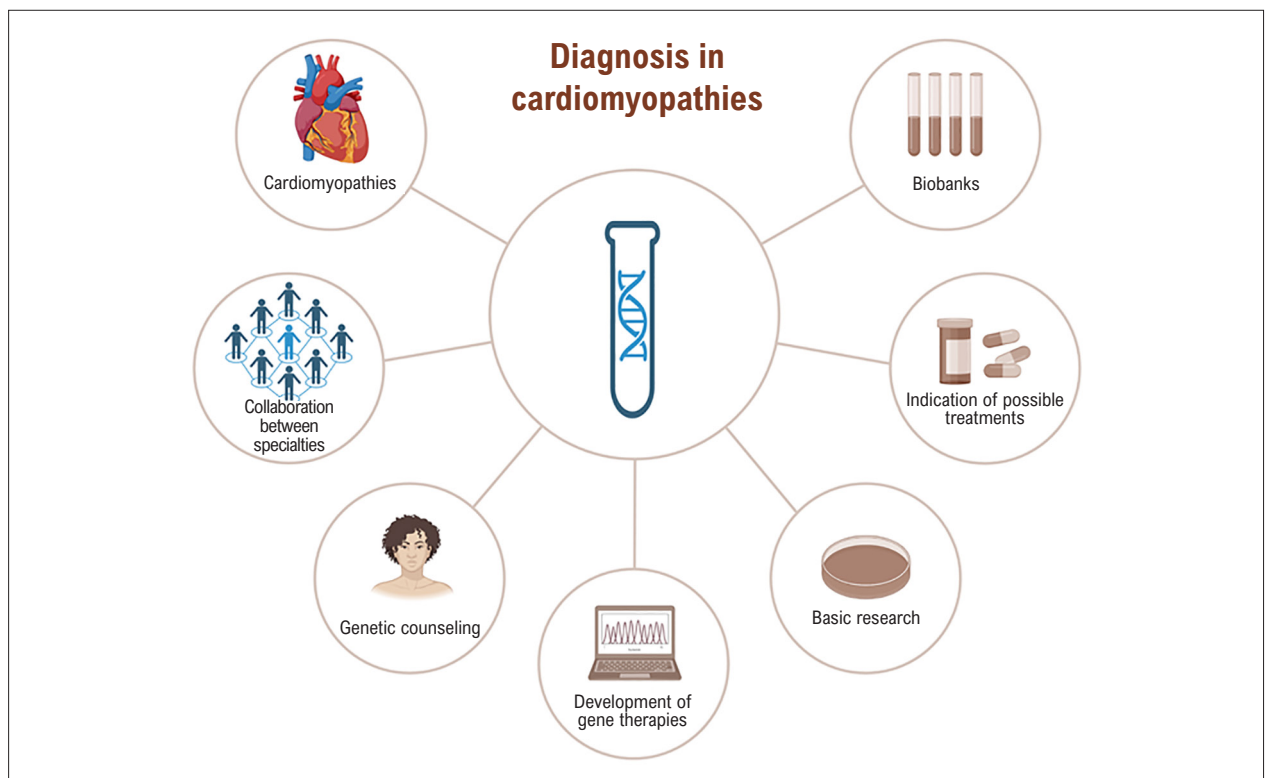 Diagnosis in
cardiomyopathies
Cardiomyopathies
Biobanks
Collaboration
between
specialties
Indication of possible
treatments
Genetic counseling
Basic research
Development of
gene therapies